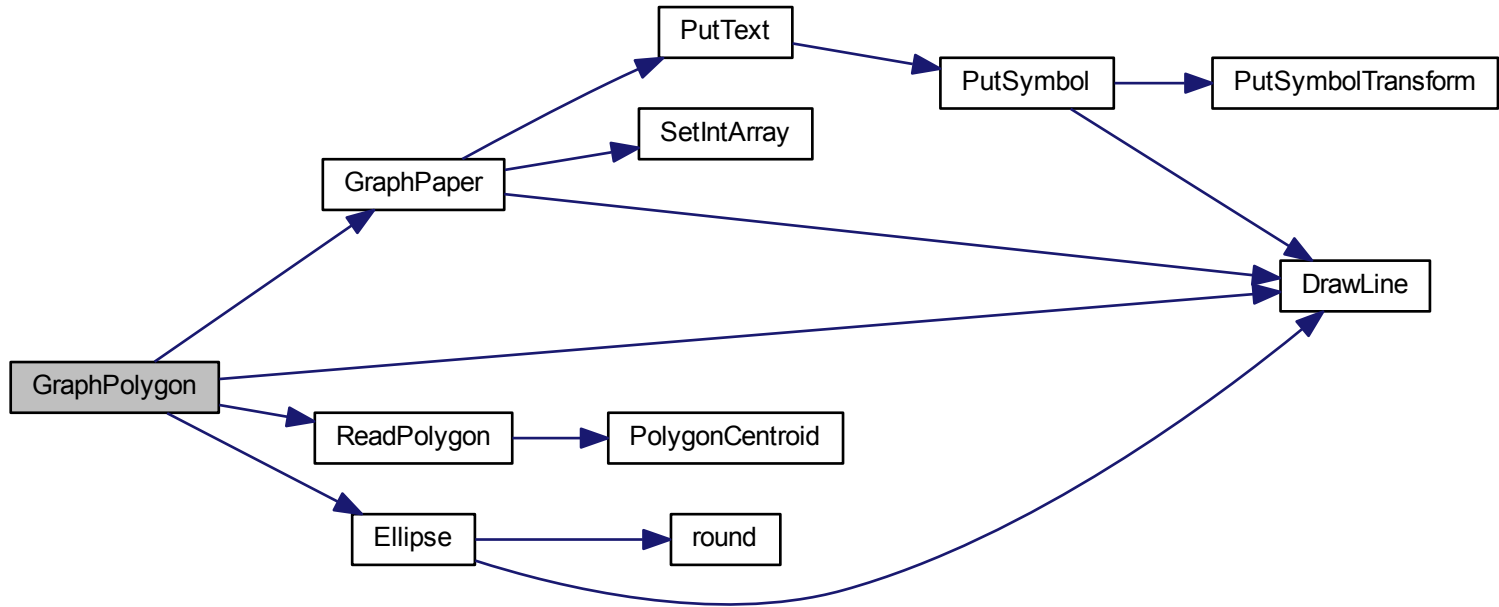 PutText
PutSymbol
PutSymbolTransform
SetIntArray
GraphPaper
DrawLine
GraphPolygon
ReadPolygon
PolygonCentroid
Ellipse
round